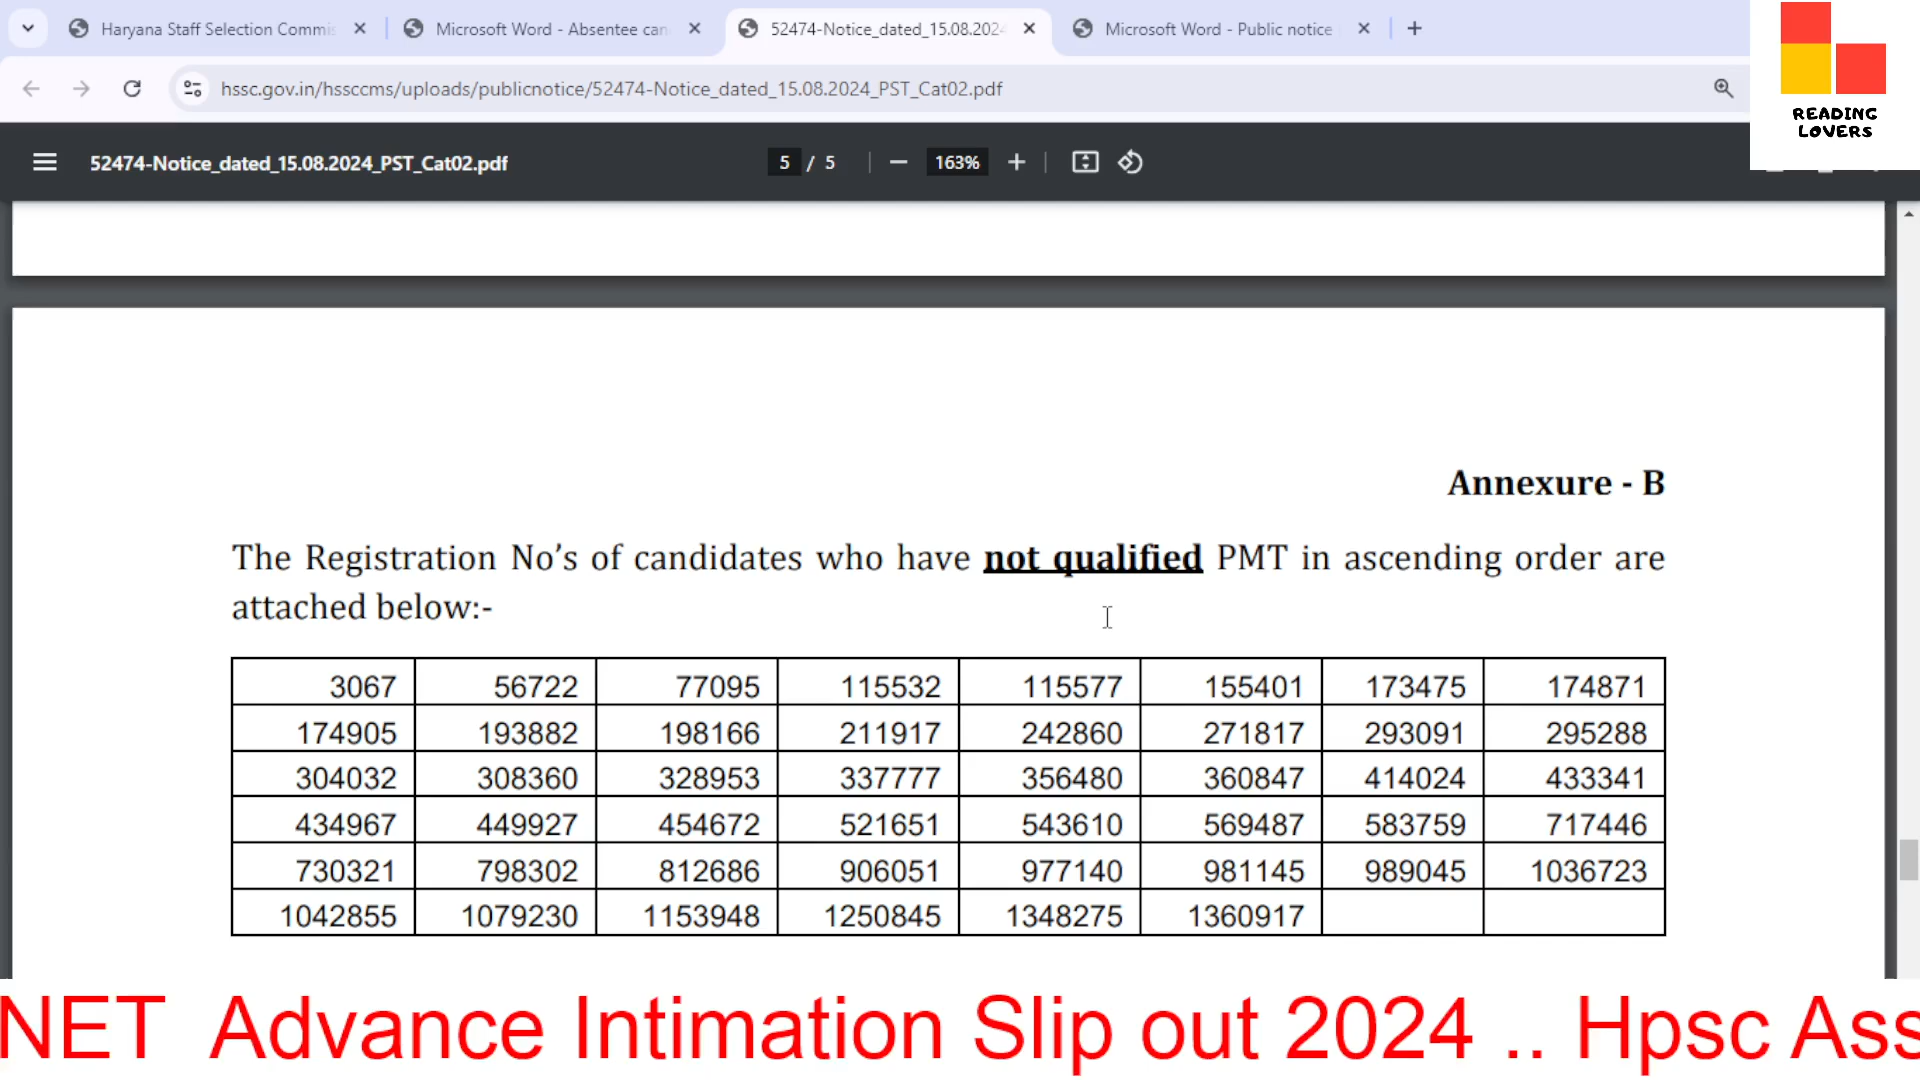 Haryana Staff Selection Commis
Microsoft Word - Absentee can
52474-Notice_dated_15.08.2024
Microsoft Word - Public notice
hssc.gov.in/hssccms/uploads/publicnotice/52474-Notice_dated_15.08.2024_PST_Cat02.pdf
READING
LOVERS
52474-Notice_dated_15.08.2024_PST_Cat02.pdf
5 / 5
163%
Annexure - B
The Registration No’s of candidates who have not qualified PMT in ascending order are
attached below:-
3067 56722 77095 115532 115577 155401 173475 174871
174905 193882 198166 211917 242860 271817 293091 295288
304032 308360 328953 337777 356480 360847 414024 433341
434967 449927 454672 521651 543610 569487 583759 717446
730321 798302 812686 906051 977140 981145 989045 1036723
1042855 1079230 1153948 1250845 1348275 1360917
NET Advance Intimation Slip out 2024 .. Hpsc Ass